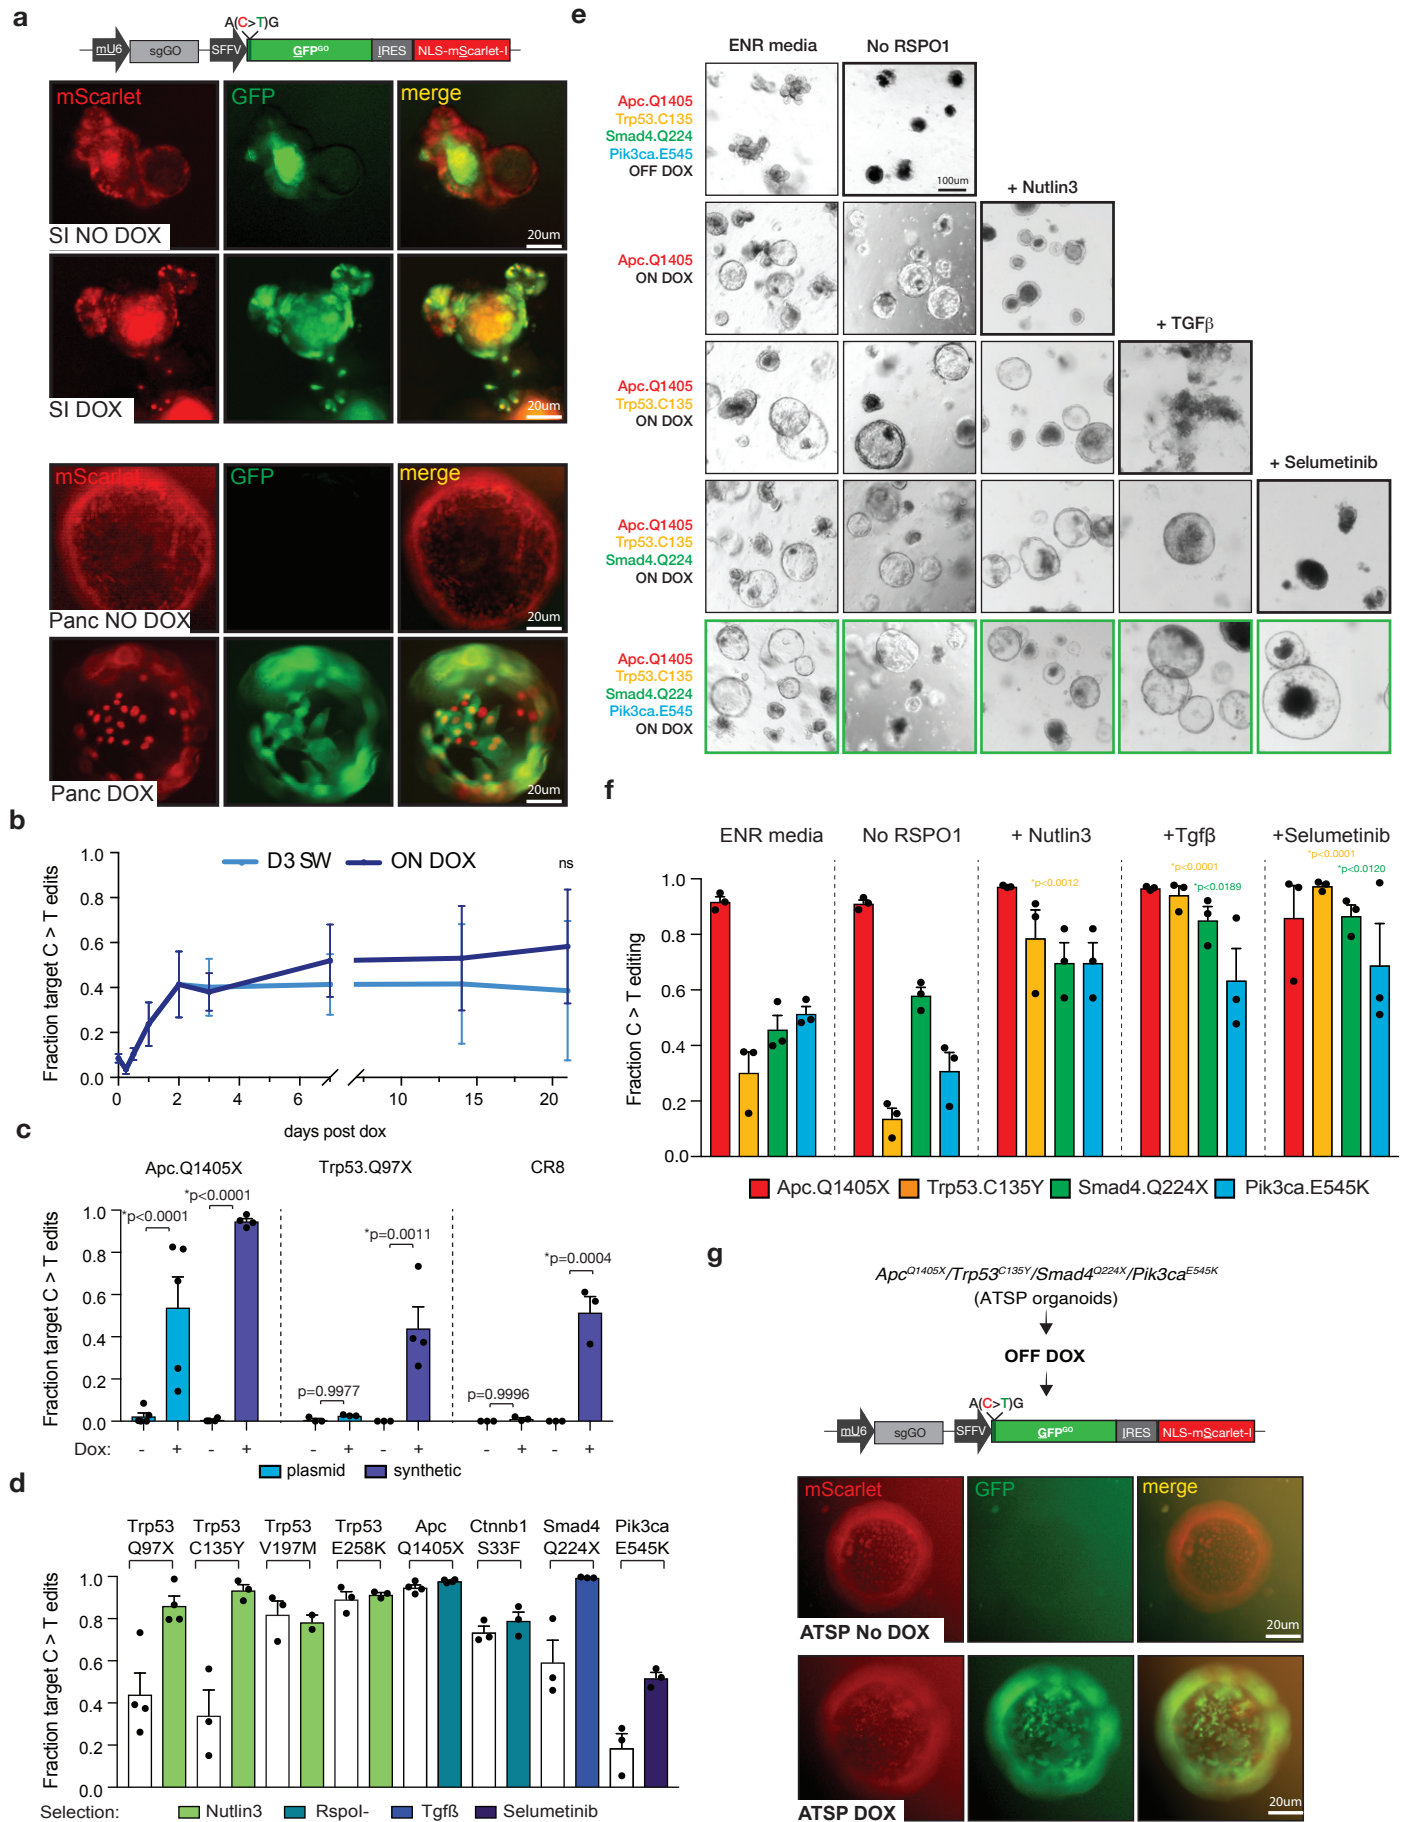 a
A(C>T)G
mU6
sgGO
SFFV
GFPᴳᴼ
IRES
NLS-mScarlet-I
mScarlet
GFP
merge
SI NO DOX
20um
SI DOX
20um
mScarlet
GFP
merge
Panc NO DOX
20um
Panc DOX
20um
b
Fraction target C > T edits
1.0
0.8
0.6
0.4
0.2
0.0
D3 SW
ON DOX
ns
0
2
4
6
10
15
20
days post dox
c
Apc.Q1405X
Trp53.Q97X
CR8
Fraction target C > T edits
1.0
0.8
0.6
0.4
0.2
0.0
*p<0.0001
*p<0.0001
p=0.9977
*p=0.0011
p=0.9996
*p=0.0004
Dox: - + - + - + - + - + - +
plasmid
synthetic
d
Trp53 Trp53 Trp53 Trp53 Apc Ctnnb1 Smad4 Pik3ca
Q97X C135Y V197M E258K Q1405X S33F Q224X E545K
Fraction target C > T edits
1.0
0.8
0.6
0.4
0.2
0.0
Selection:
Nutlin3
Rspol-
Tgfß
Selumetinib
e
ENR media
No RSPO1
Apc.Q1405
Trp53.C135
Smad4.Q224
Pik3ca.E545
OFF DOX
100um
+ Nutlin3
Apc.Q1405
ON DOX
+ TGFβ
Apc.Q1405
Trp53.C135
ON DOX
+ Selumetinib
Apc.Q1405
Trp53.C135
Smad4.Q224
ON DOX
Apc.Q1405
Trp53.C135
Smad4.Q224
Pik3ca.E545
ON DOX
f
ENR media
No RSPO1
+ Nutlin3
+Tgfβ
+Selumetinib
*p<0.0012
*p<0.0001
*p<0.0189
*p<0.0001
*p<0.0120
Fraction C > T editing
1.0
0.8
0.6
0.4
0.2
0.0
Apc.Q1405X
Trp53.C135Y
Smad4.Q224X
Pik3ca.E545K
g
Apc^Q1405X/Trp53^C135Y/Smad4^Q224X/Pik3ca^E545K
(ATSP organoids)
OFF DOX
A(C>T)G
mU6
sgGO
SFFV
GFPᴳᴼ
IRES
NLS-mScarlet-I
mScarlet
GFP
merge
ATSP No DOX
20um
ATSP DOX
20um